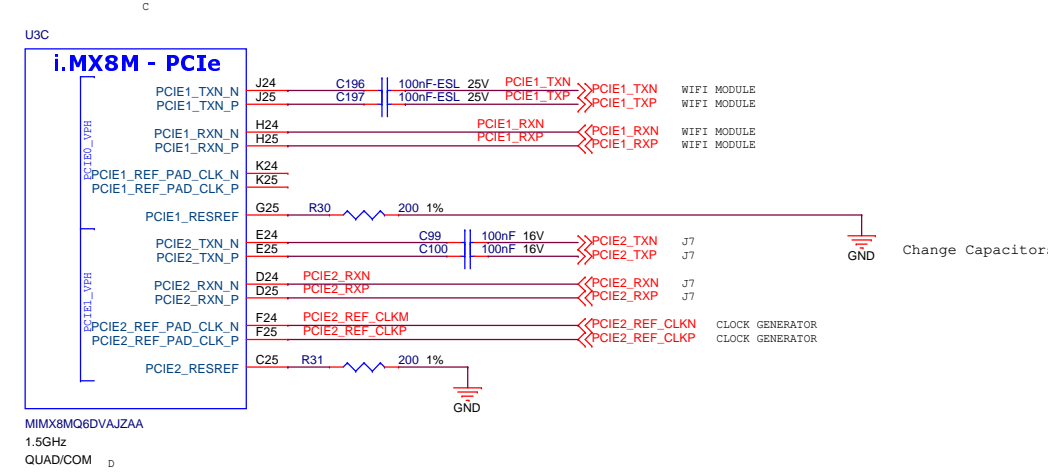 C
U3C
i.MX8M - PCIe
PCIE0_VPH
PCIE1_TXN_N J24 C196 100nF-ESL 25V PCIE1_TXN PCIE1_TXN WIFI MODULE
PCIE1_TXN_P J25 C197 100nF-ESL 25V PCIE1_TXP PCIE1_TXP WIFI MODULE
PCIE1_RXN_N H24 PCIE1_RXN PCIE1_RXN WIFI MODULE
PCIE1_RXN_P H25 PCIE1_RXP PCIE1_RXP WIFI MODULE
PCIE1_REF_PAD_CLK_N K24
PCIE1_REF_PAD_CLK_P K25
PCIE1_RESREF G25 R30 200 1%
GND
Change Capacitors
PCIE1_VPH
PCIE2_TXN_N E24 C99 100nF 16V PCIE2_TXN J7
PCIE2_TXN_P E25 C100 100nF 16V PCIE2_TXP J7
PCIE2_RXN_N D24 PCIE2_RXN PCIE2_RXN J7
PCIE2_RXN_P D25 PCIE2_RXP PCIE2_RXP J7
PCIE2_REF_PAD_CLK_N F24 PCIE2_REF_CLKM PCIE2_REF_CLKN CLOCK GENERATOR
PCIE2_REF_PAD_CLK_P F25 PCIE2_REF_CLKP PCIE2_REF_CLKP CLOCK GENERATOR
PCIE2_RESREF C25 R31 200 1%
GND
MIMX8MQ6DVAJZAA
1.5GHz
QUAD/COM
D